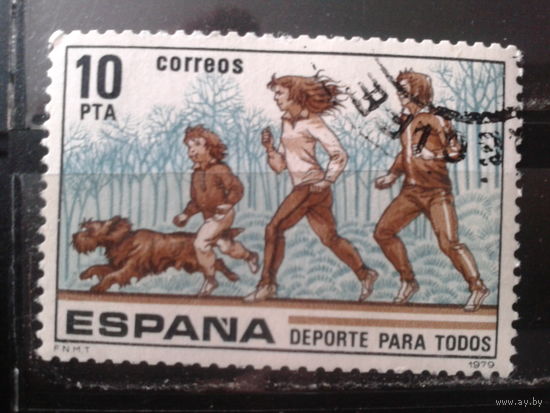 10
correos
PTA
ESPAÑA
DEPORTE PARA TODOS
F.N.M.T.
1979
www.ay.by